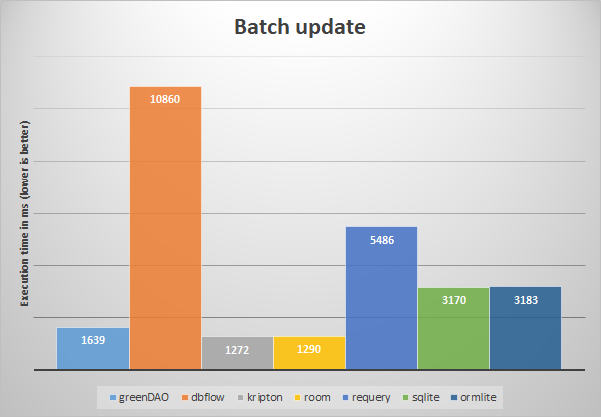 Batch update
Execution time in ms (lower is better)
1639
10860
1272
1290
5486
3170
3183
greenDAO dbflow kripton room requery sqlite ormlite